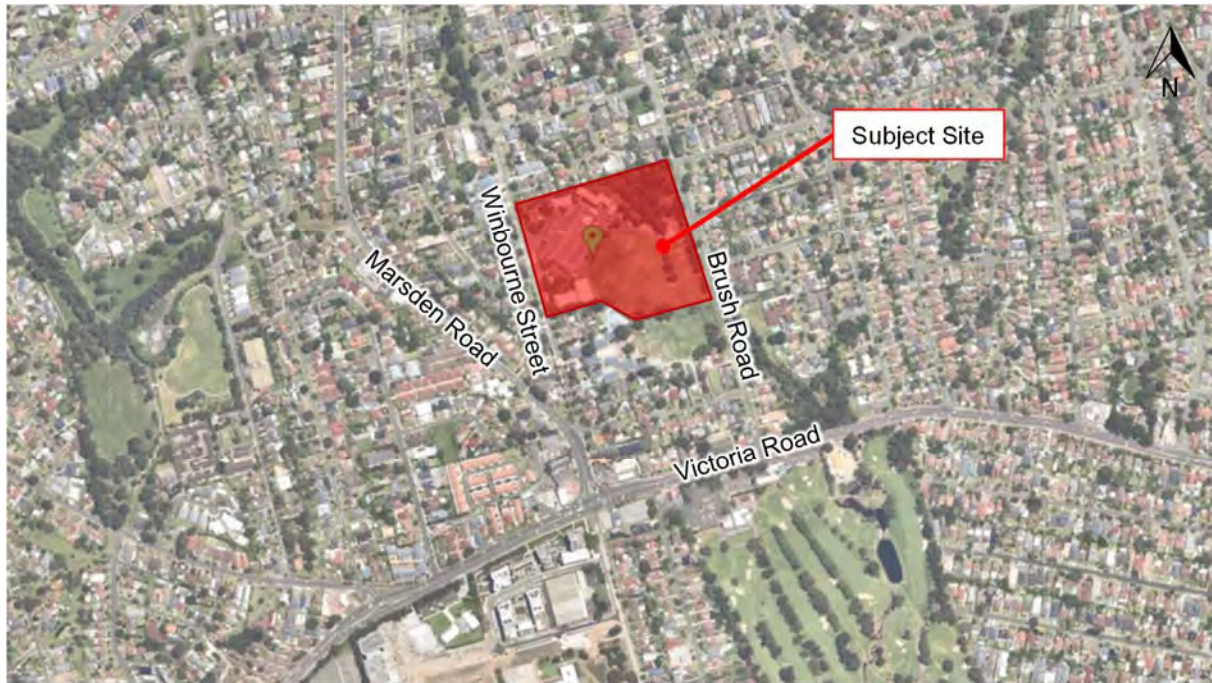 N
Subject Site
Winbourne Street
Marsden Road
Brush Road
Victoria Road